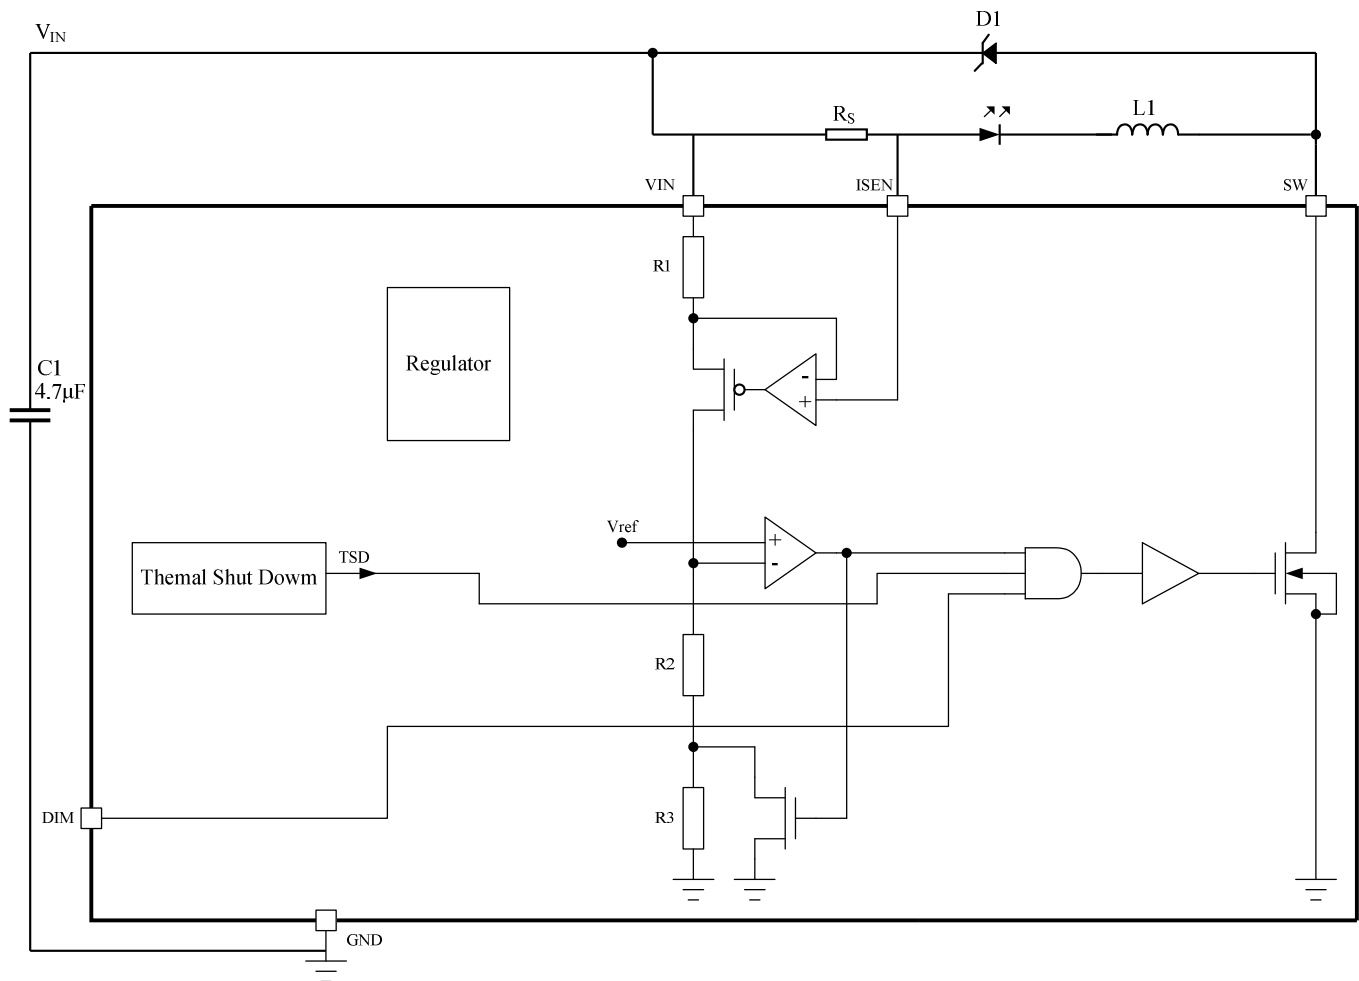 D1
VIN
RS
L1
VIN
ISEN
SW
R1
Regulator
-
+
C1
4.7μF
Vref
+
-
TSD
Themal Shut Dowm
R2
R3
DIM
GND